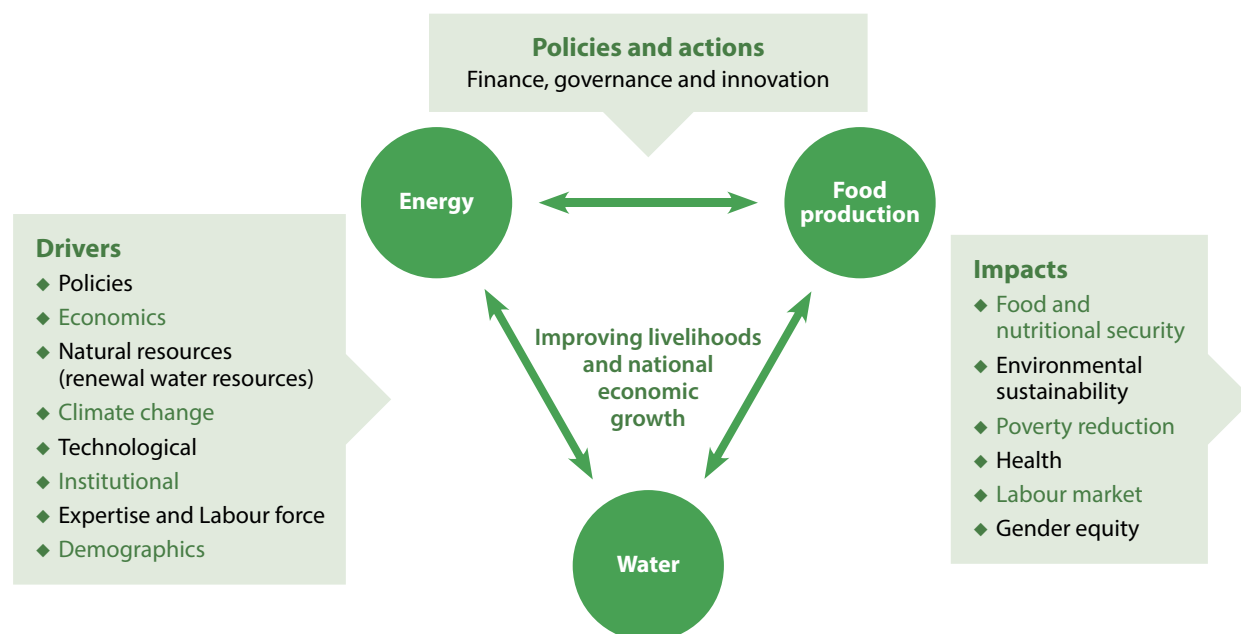 Policies and actions
Finance, governance and innovation
Energy
Food
production
Drivers
Policies
Economics
Natural resources
(renewal water resources)
Climate change
Technological
Institutional
Expertise and Labour force
Demographics
Improving livelihoods
and national
economic
growth
Water
Impacts
Food and
nutritional security
Environmental
sustainability
Poverty reduction
Health
Labour market
Gender equity